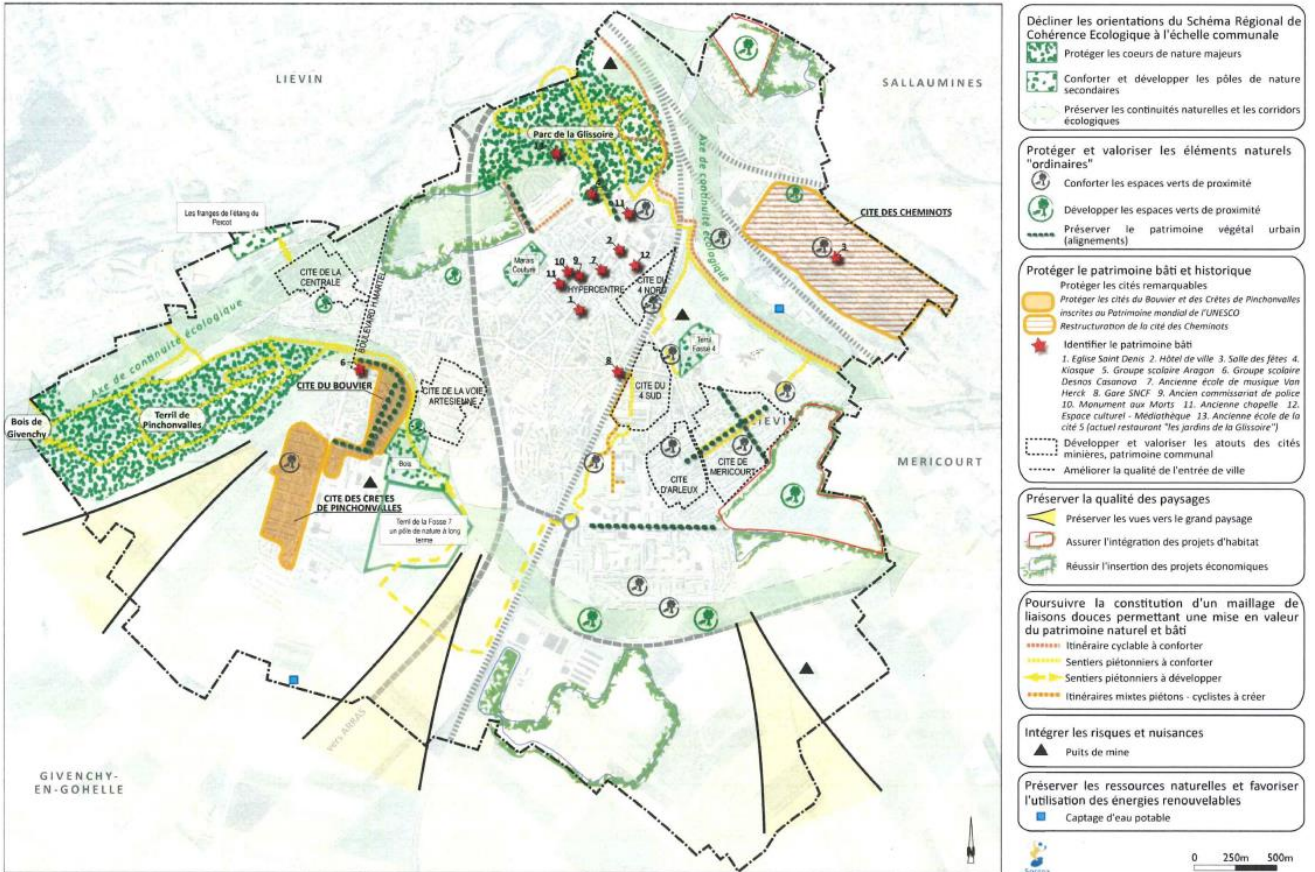 LIEVIN
SALLAUMINES
Parc de la Glissoire
13
4
11
Axe de continuité écologique
CITE DES CHEMINOTS
3
Les franges de l'étang du
Percot
CITE DE LA
CENTRALE
BOULEVARD H.MARTEL
Marais
Couture
2
12
10
9
7
11
HYPERCENTRE
CITE DU
4 NORD
1
Axe de continuité écologique
Terril
Fosse 4
6
8
CITE DU BOUVIER
CITE DE LA VOIE
ARTESIENNE
CITE DU
4 SUD
Bois de
Givenchy
Terril de
Pinchonvalles
Bois
CITE DE
MERICOURT
CITE
D'ARLEUX
MERICOURT
CITE DES CRETES
DE PINCHONVALLES
Terril de la Fosse 7
un pôle de nature à long
terme
vers ARRAS
GIVENCHY-
EN-GOHELLE
Décliner les orientations du Schéma Régional de
Cohérence Ecologique à l'échelle communale
Protéger les coeurs de nature majeurs
Conforter et développer les pôles de nature
secondaires
Préserver les continuités naturelles et les corridors
écologiques
Protéger et valoriser les éléments naturels
"ordinaires"
Conforter les espaces verts de proximité
Développer les espaces verts de proximité
Préserver le patrimoine végétal urbain
(alignements)
Protéger le patrimoine bâti et historique
Protéger les cités remarquables
Protéger les cités du Bouvier et des Crêtes de Pinchonvalles
inscrites au Patrimoine mondial de l'UNESCO
Restructuration de la cité des Cheminots
Identifier le patrimoine bâti
1. Eglise Saint Denis 2. Hôtel de ville 3. Salle des fêtes 4.
Kiosque 5. Groupe scolaire Aragon 6. Groupe scolaire
Desnos Casanova 7. Ancienne école de musique Van
Herck 8. Gare SNCF 9. Ancien commissariat de police
10. Monument aux Morts 11. Ancienne chapelle 12.
Espace culturel - Médiathèque 13. Ancienne école de la
cité 5 (actuel restaurant "les jardins de la Glissoire")
Développer et valoriser les atouts des cités
minières, patrimoine communal
Améliorer la qualité de l'entrée de ville
Préserver la qualité des paysages
Préserver les vues vers le grand paysage
Assurer l'intégration des projets d'habitat
Réussir l'insertion des projets économiques
Poursuivre la constitution d'un maillage de
liaisons douces permettant une mise en valeur
du patrimoine naturel et bâti
Itinéraire cyclable à conforter
Sentiers piétonniers à conforter
Sentiers piétonniers à développer
Itinéraires mixtes piétons - cyclistes à créer
Intégrer les risques et nuisances
Puits de mine
Préserver les ressources naturelles et favoriser
l'utilisation des énergies renouvelables
Captage d'eau potable
0 250m 500m
N